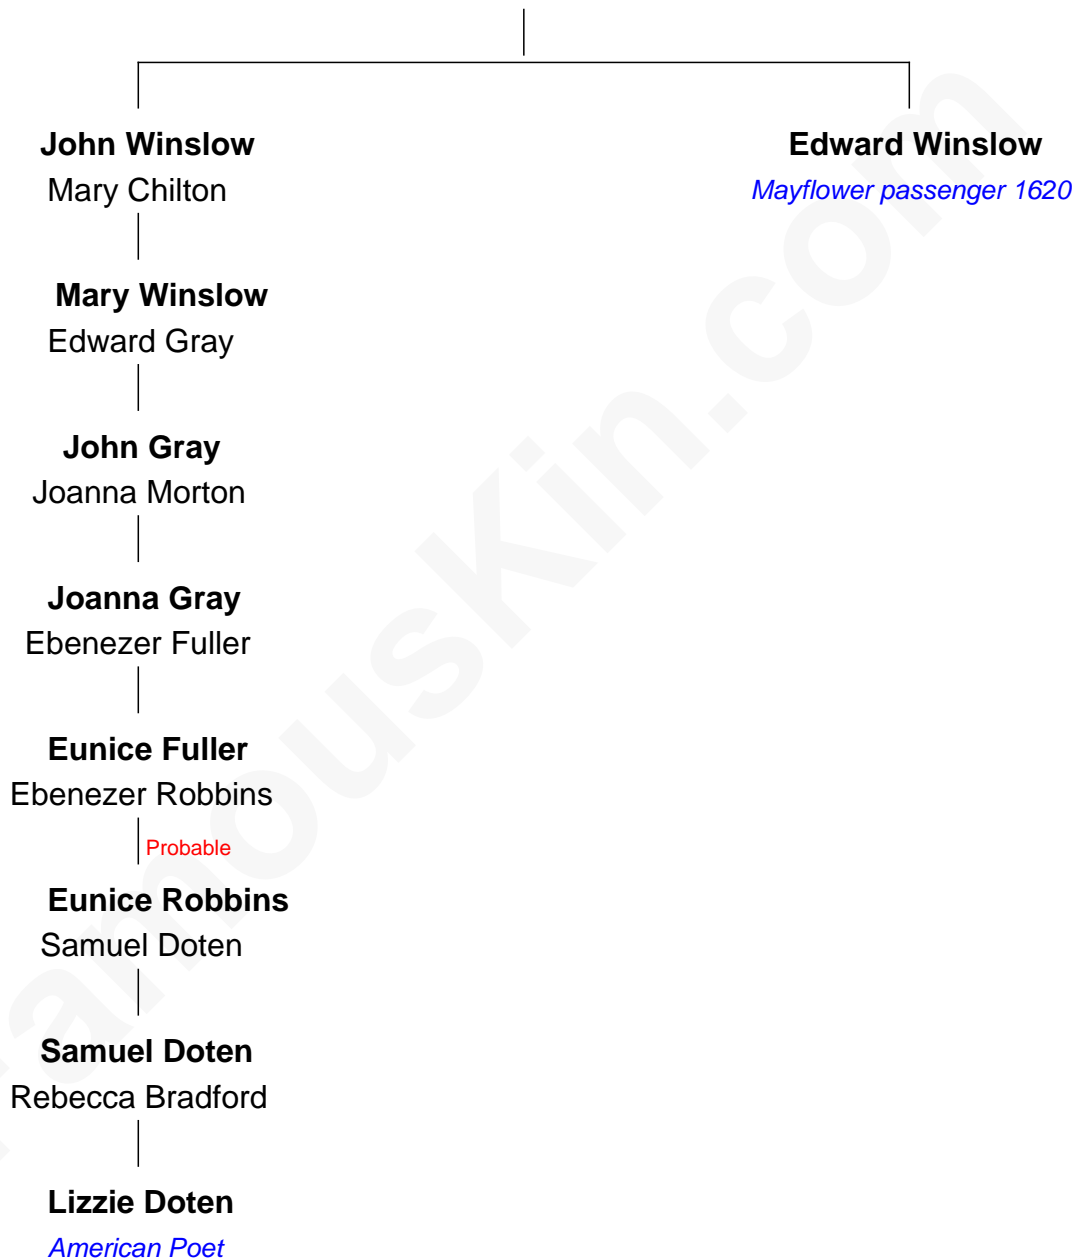 John Winslow
Mary Chilton
Edward Winslow
Mayflower passenger 1620
Mary Winslow
Edward Gray
John Gray
Joanna Morton
Joanna Gray
Ebenezer Fuller
Eunice Fuller
Ebenezer Robbins
Probable
Eunice Robbins
Samuel Doten
Samuel Doten
Rebecca Bradford
Lizzie Doten
American Poet
FamousKin.com